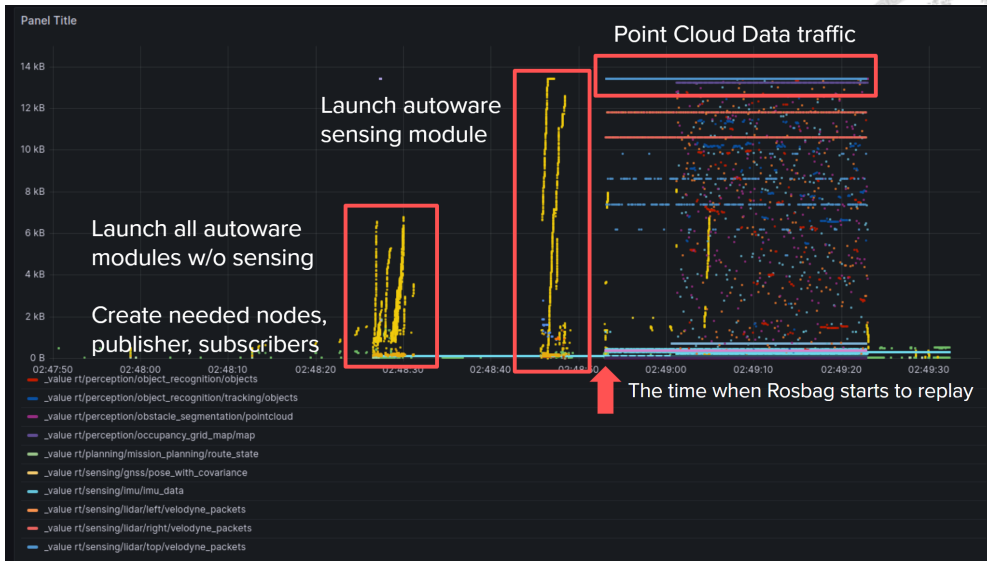 Panel Title
Point Cloud Data traffic
14 kB
12 kB
10 kB
8 kB
6 kB
4 kB
2 kB
0 B
Launch autoware
sensing module
Launch all autoware
modules w/o sensing
Create needed nodes,
publisher, subscribers
02:47:50
02:48:00
02:48:10
02:48:20
02:48:30
02:48:40
02:48:50
02:49:00
02:49:10
02:49:20
02:49:30
The time when Rosbag starts to replay
_value rt/perception/object_recognition/objects
_value rt/perception/object_recognition/tracking/objects
_value rt/perception/obstacle_segmentation/pointcloud
_value rt/perception/occupancy_grid_map/map
_value rt/planning/mission_planning/route_state
_value rt/sensing/gnss/pose_with_covariance
_value rt/sensing/imu/imu_data
_value rt/sensing/lidar/left/velodyne_packets
_value rt/sensing/lidar/right/velodyne_packets
_value rt/sensing/lidar/top/velodyne_packets